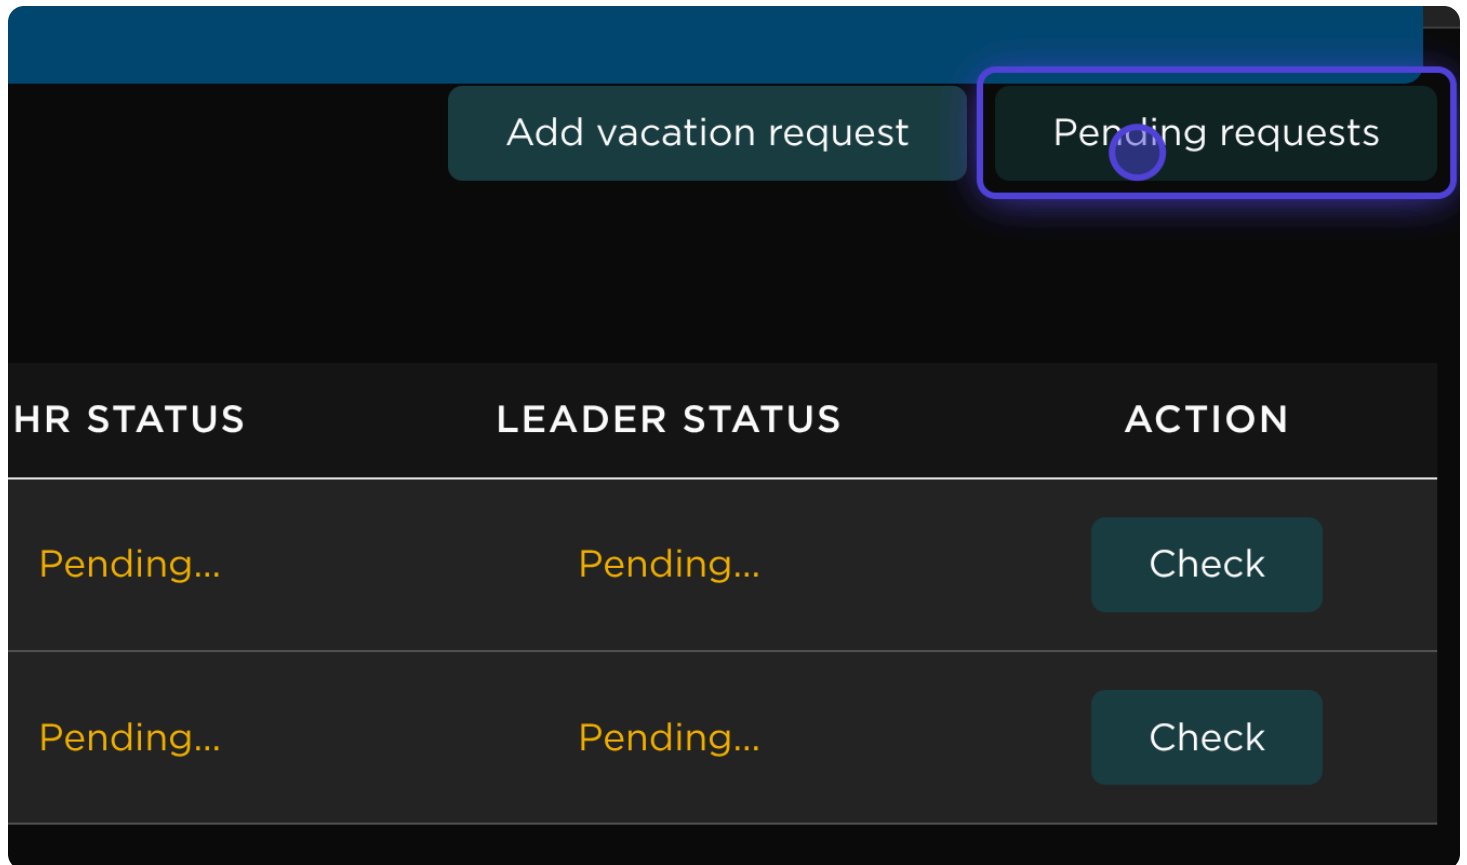 Add vacation request Pending requests
HR STATUS LEADER STATUS ACTION
Pending... Pending... Check
Pending... Pending... Check